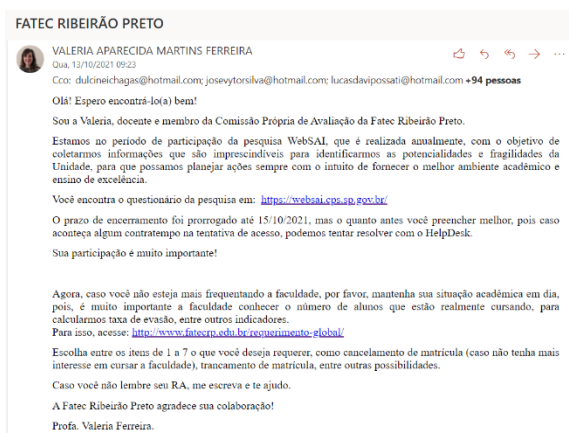 FATEC RIBEIRÃO PRETO
VALERIA APARECIDA MARTINS FERREIRA
Qua, 13/10/2021 09:23
Cco: dulcineichagas@hotmail.com; josevytorsilva@hotmail.com; lucasdavipossati@hotmail.com +94 pessoas
Olá! Espero encontrá-lo(a) bem!
Sou a Valeria, docente e membro da Comissão Própria de Avaliação da Fatec Ribeirão Preto.
Estamos no período de participação da pesquisa WebSAI, que é realizada anualmente, com o objetivo de
coletarmos informações que são imprescindíveis para identificarmos as potencialidades e fragilidades da
Unidade, para que possamos planejar ações sempre com o intuito de fornecer o melhor ambiente acadêmico e
ensino de excelência.
Você encontra o questionário da pesquisa em: https://websai.cps.sp.gov.br/
O prazo de encerramento foi prorrogado até 15/10/2021, mas o quanto antes você preencher melhor, pois caso
aconteça algum contratempo na tentativa de acesso, podemos tentar resolver com o HelpDesk.
Sua participação é muito importante!
Agora, caso você não esteja mais frequentando a faculdade, por favor, mantenha sua situação acadêmica em dia,
pois, é muito importante a faculdade conhecer o número de alunos que estão realmente cursando, para
calcularmos taxa de evasão, entre outros indicadores.
Para isso, acesse: http://www.fatecrp.edu.br/requerimento-global/
Escolha entre os itens de 1 a 7 o que você deseja requerer, como cancelamento de matrícula (caso não tenha mais
interesse em cursar a faculdade), trancamento de matrícula, entre outras possibilidades.
Caso você não lembre seu RA, me escreva e te ajudo.
A Fatec Ribeirão Preto agradece sua colaboração!
Profa. Valeria Ferreira.